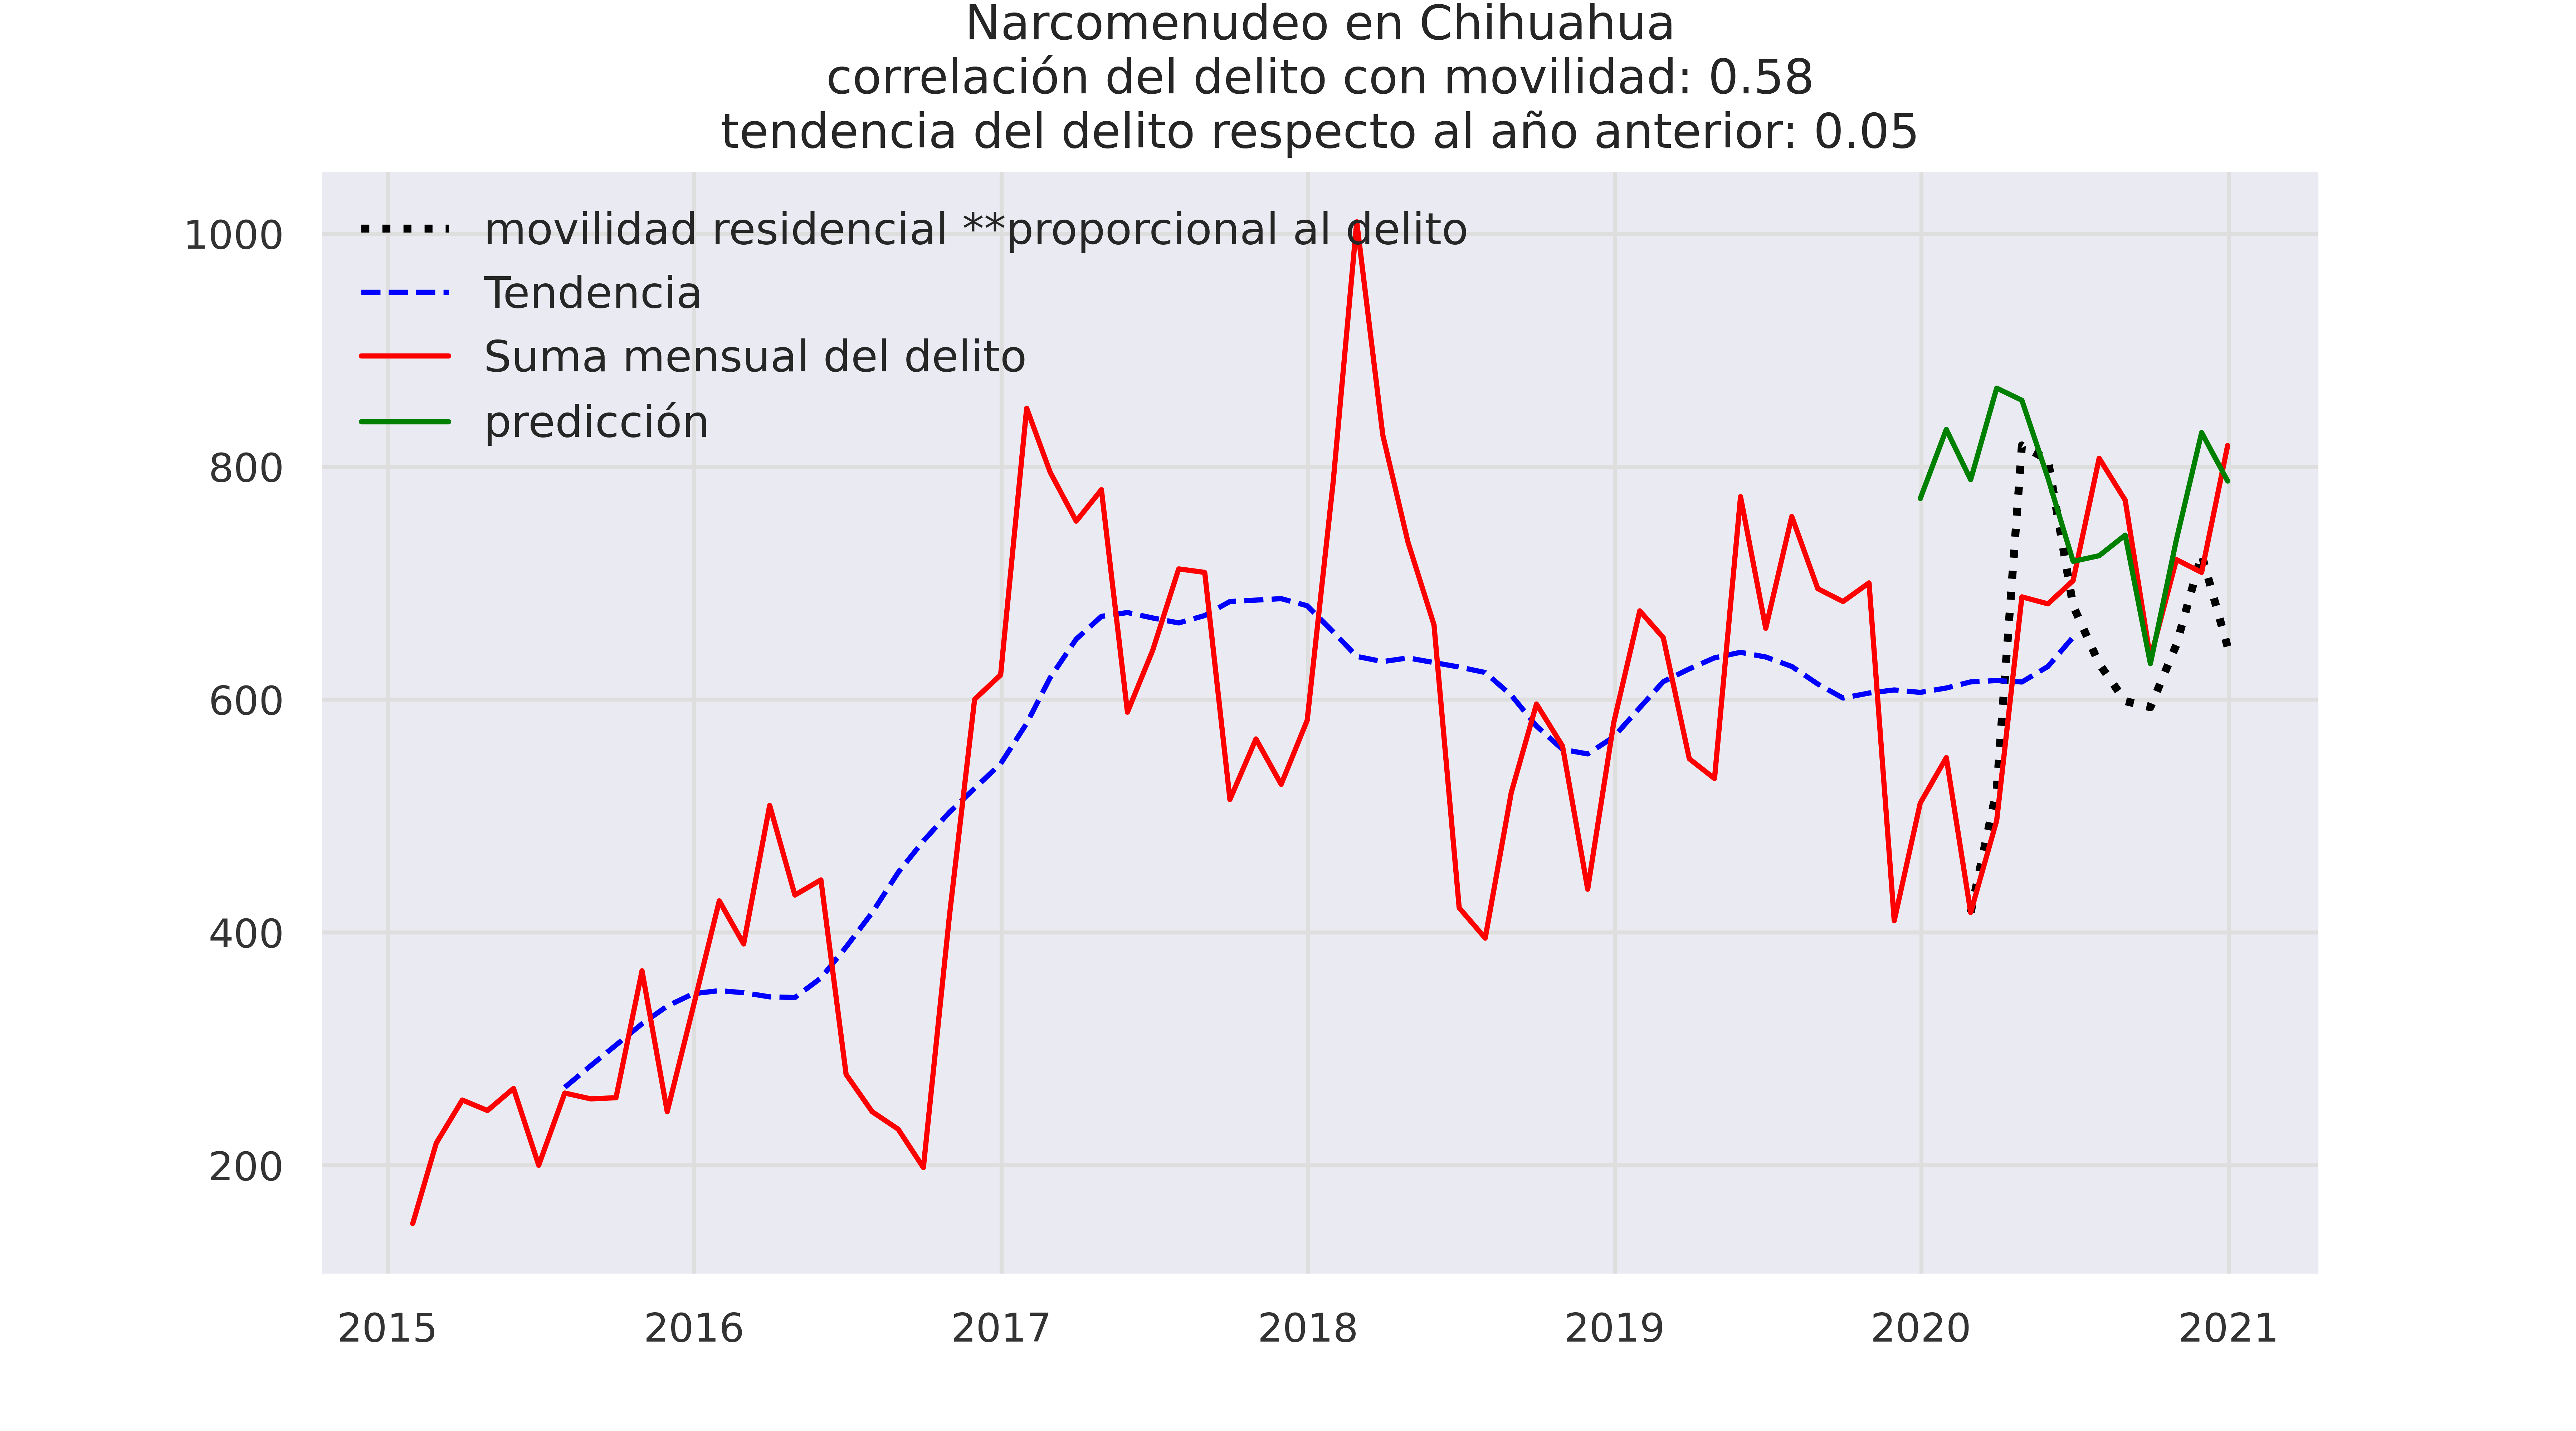 Narcomenudeo en Chihuahua
correlación del delito con movilidad: 0.58
tendencia del delito respecto al año anterior: 0.05
movilidad residencial **proporcional al delito
Tendencia
Suma mensual del delito
predicción
1000
800
600
400
200
2015 2016 2017 2018 2019 2020 2021